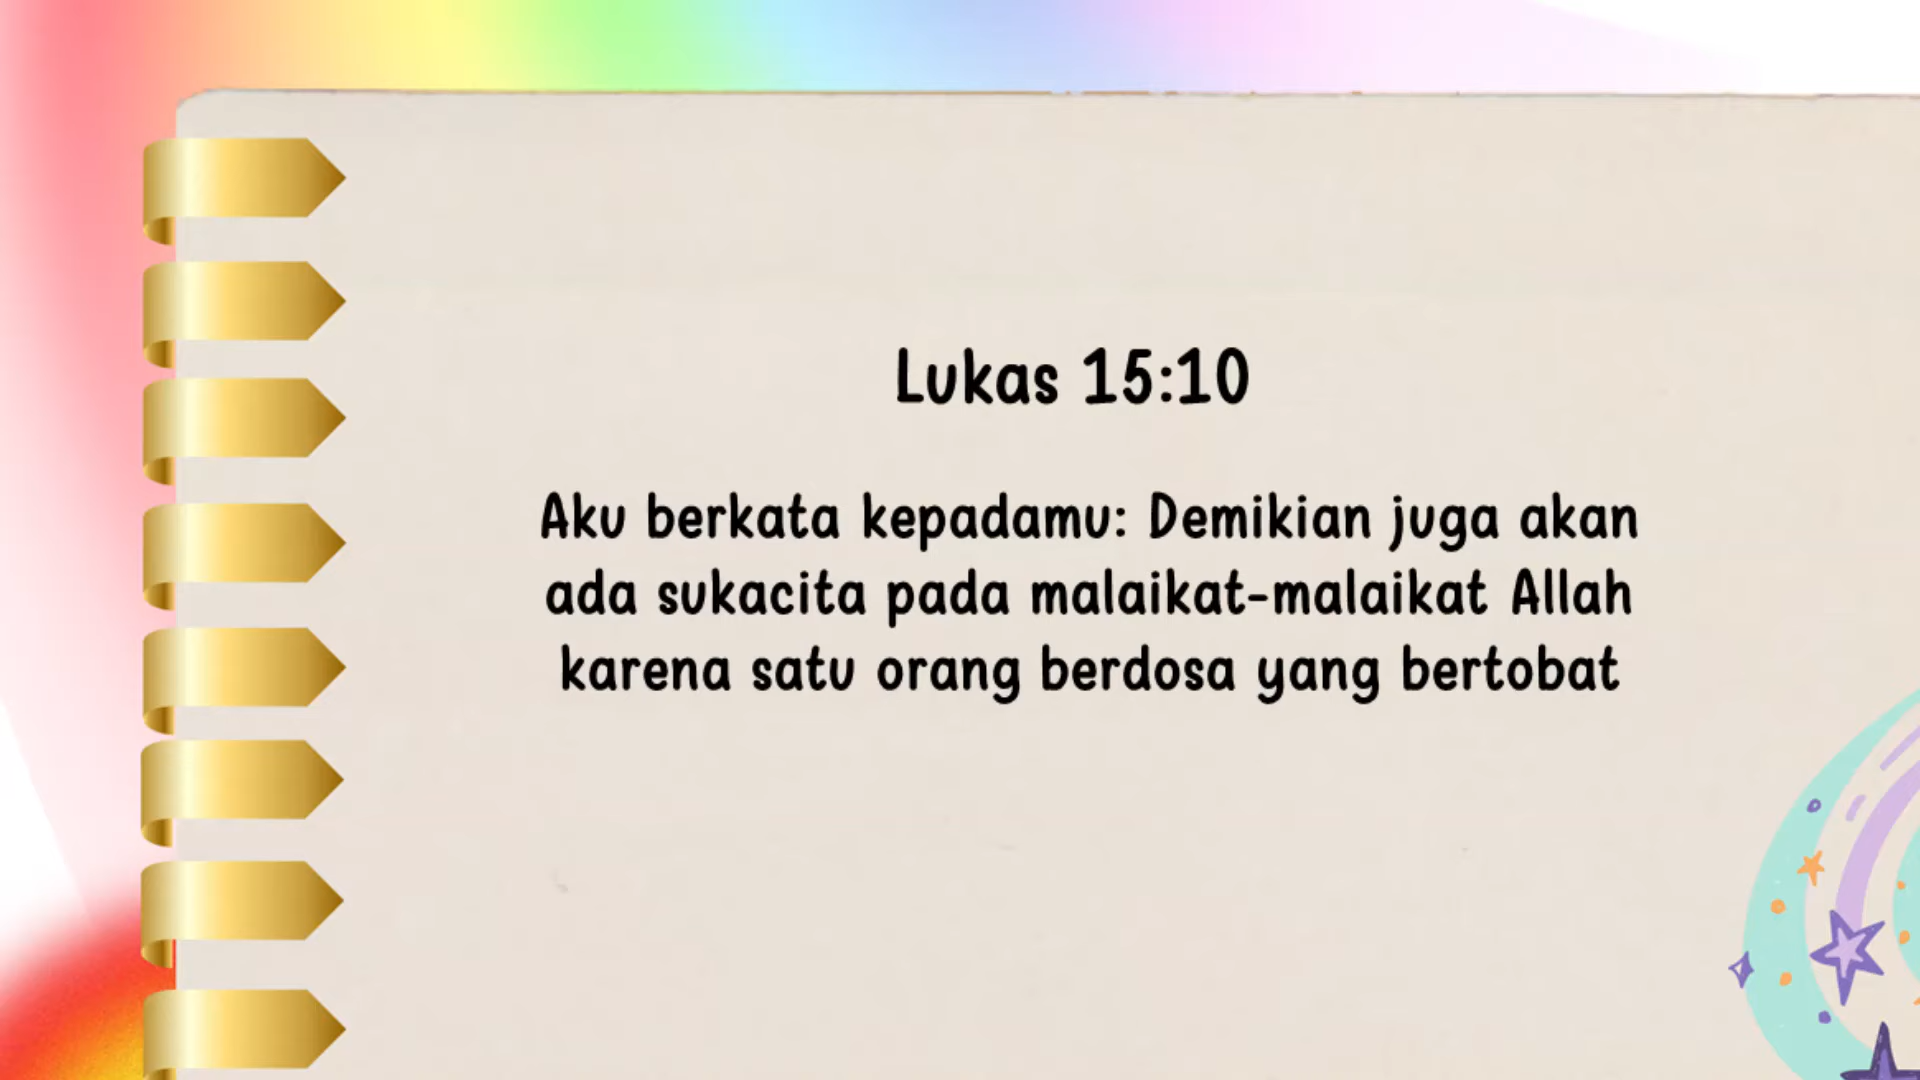 Lukas 15:10
Aku berkata kepadamu: Demikian juga akan
ada sukacita pada malaikat-malaikat Allah
karena satu orang berdosa yang bertobat